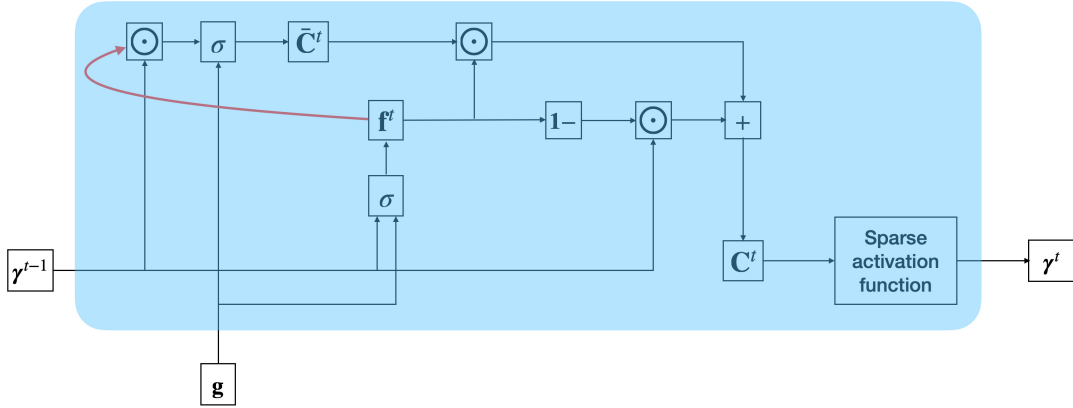 ⊙ σ C̄ᵗ ⊙
fᵗ 1− ⊙ +
σ
γᵗ⁻¹ Cᵗ Sparse γᵗ
activation
function
g